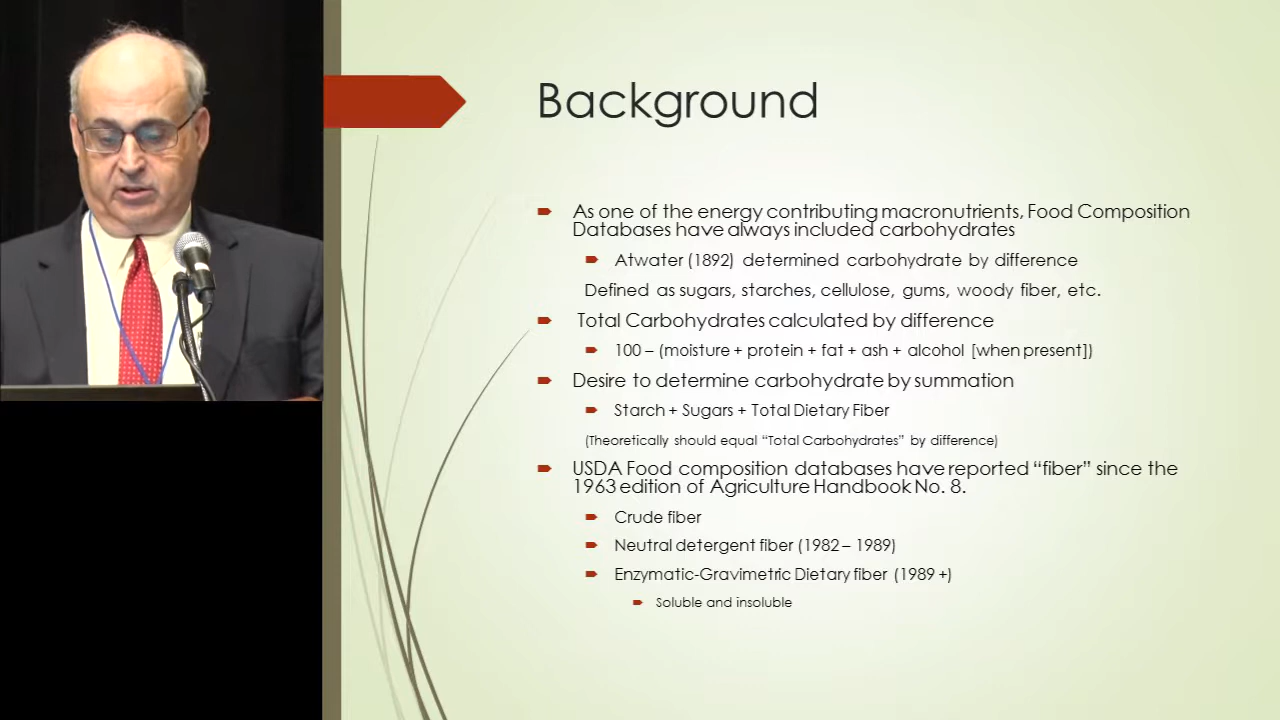 Background
As one of the energy contributing macronutrients, Food Composition
Databases have always included carbohydrates
Atwater (1892) determined carbohydrate by difference
Defined as sugars, starches, cellulose, gums, woody fiber, etc.
Total Carbohydrates calculated by difference
100 – (moisture + protein + fat + ash + alcohol [when present])
Desire to determine carbohydrate by summation
Starch + Sugars + Total Dietary Fiber
(Theoretically should equal “Total Carbohydrates” by difference)
USDA Food composition databases have reported “fiber” since the
1963 edition of Agriculture Handbook No. 8.
Crude fiber
Neutral detergent fiber (1982 – 1989)
Enzymatic-Gravimetric Dietary fiber (1989 +)
Soluble and insoluble